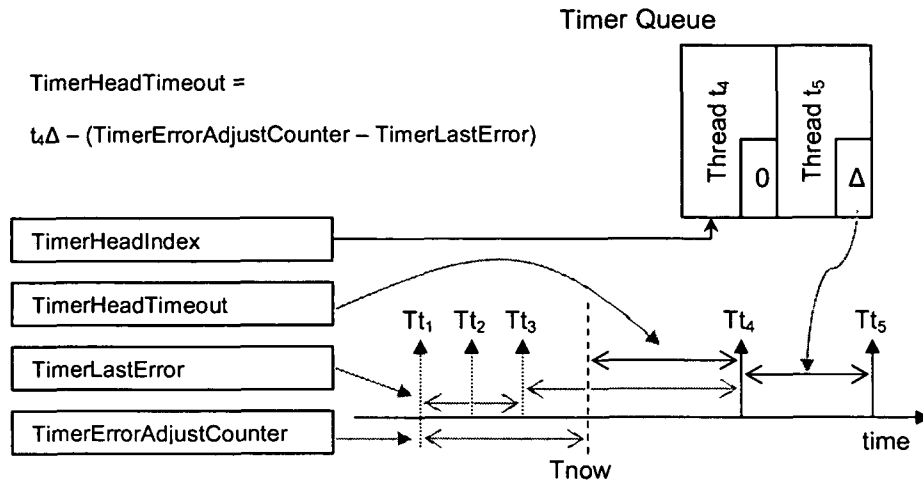 Timer Queue
TimerHeadTimeout =
t₄Δ – (TimerErrorAdjustCounter – TimerLastError)
Thread t₄
0
Thread t₅
Δ
TimerHeadIndex
TimerHeadTimeout
TimerLastError
TimerErrorAdjustCounter
Tt₁ Tt₂ Tt₃ Tt₄ Tt₅
time
Tnow